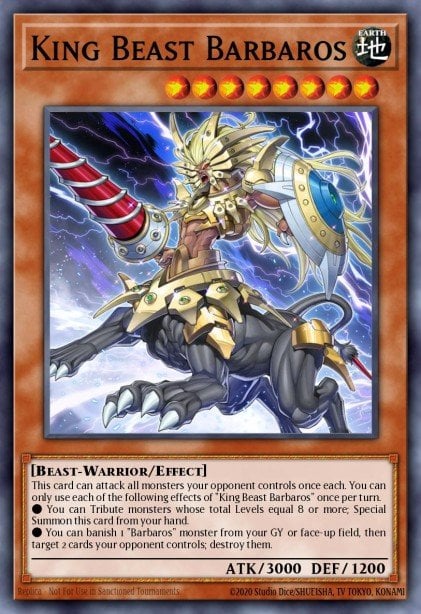 KING BEAST BARBAROS
EARTH
地
[BEAST-WARRIOR/EFFECT]
This card can attack all monsters your opponent controls once each. You can
only use each of the following effects of "King Beast Barbaros" once per turn.
● You can Tribute monsters whose total Levels equal 8 or more; Special
Summon this card from your hand.
● You can banish 1 "Barbaros" monster from your GY or face-up field, then
target 2 cards your opponent controls; destroy them.
ATK/3000 DEF/1200
Replica - Not For Use in Sanctioned Tournaments
©2020 Studio Dice/SHUEISHA, TV TOKYO, KONAMI